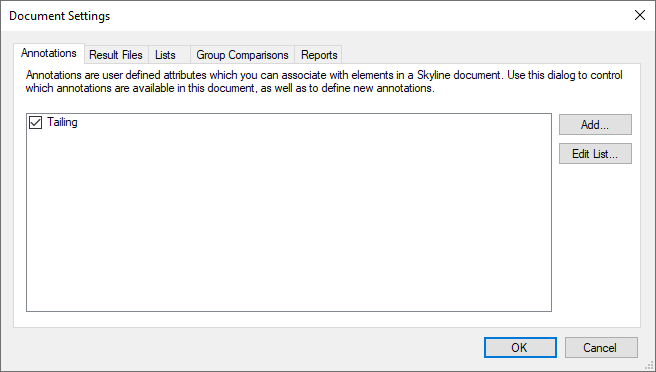 Document Settings
Annotations Result Files Lists Group Comparisons Reports
Annotations are user defined attributes which you can associate with elements in a Skyline document. Use this dialog to control
which annotations are available in this document, as well as to define new annotations.
Tailing
Add...
Edit List...
OK Cancel